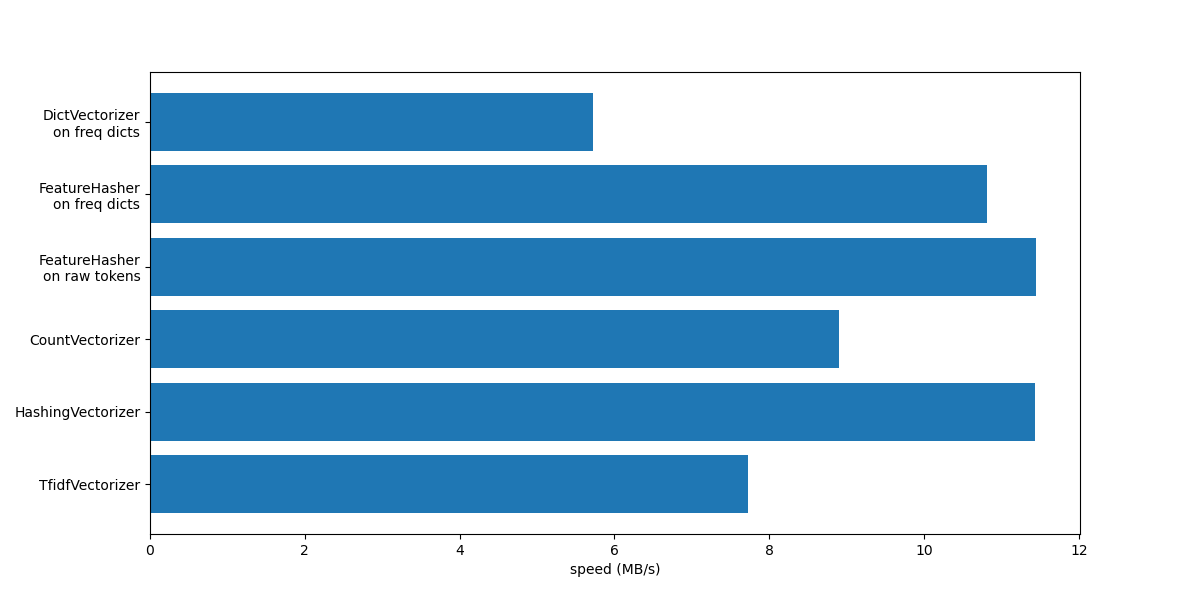 DictVectorizer
on freq dicts
FeatureHasher
on freq dicts
FeatureHasher
on raw tokens
CountVectorizer
HashingVectorizer
TfidfVectorizer
0 2 4 6 8 10 12
speed (MB/s)